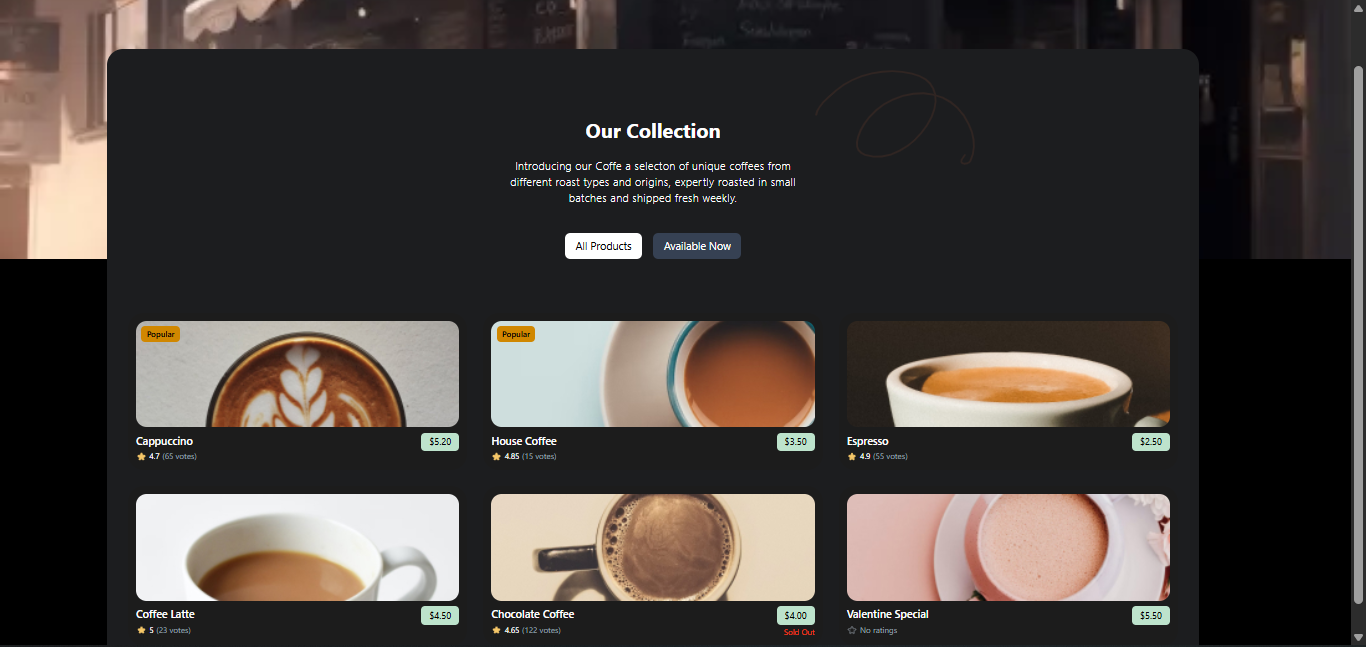 Our Collection
Introducing our Coffe a selecton of unique coffees from
different roast types and origins, expertly roasted in small
batches and shipped fresh weekly.
All Products
Available Now
Popular
Cappuccino
$5.20
4.7 (65 votes)
Popular
House Coffee
$3.50
4.85 (15 votes)
Espresso
$2.50
4.9 (55 votes)
Coffee Latte
$4.50
5 (23 votes)
Chocolate Coffee
$4.00
4.65 (122 votes)
Sold Out
Valentine Special
$5.50
No ratings